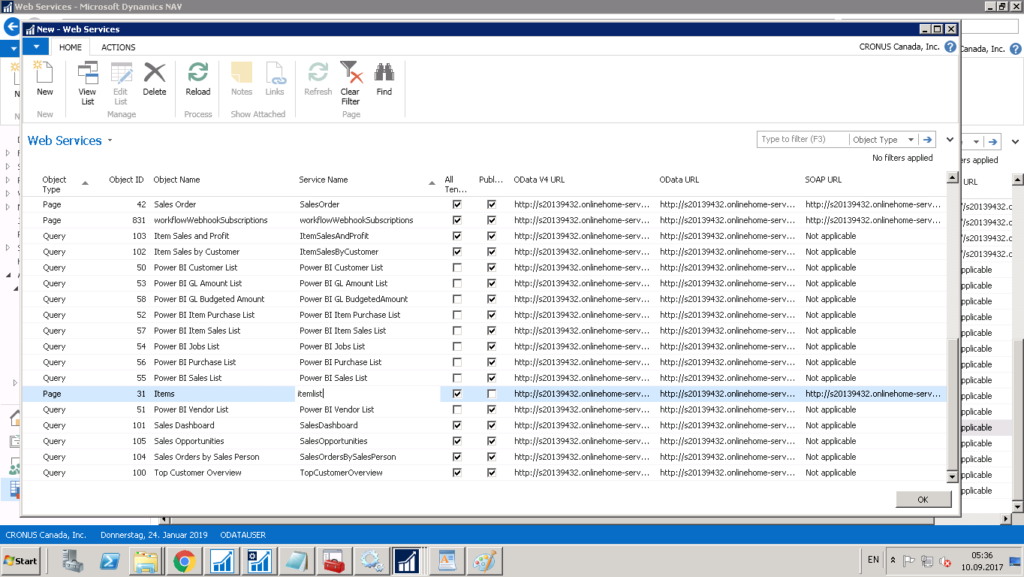 Web Services - Microsoft Dynamics NAV
New - Web Services
HOME ACTIONS
CRONUS Canada, Inc.
Canada, Inc.
New
View List
Edit List
Delete
Reload
Notes
Links
Refresh
Clear Filter
Find
New Manage Process Show Attached Page
Web Services
Type to filter (F3) Object Type
No filters applied
ers applied
Object Type Object ID Object Name Service Name All Ten... Publ... OData V4 URL OData URL SOAP URL
URL
Page 42 Sales Order SalesOrder http://s20139432.onlinehome-serv... http://s20139432.onlinehome-serv... http://s20139432.onlinehome-serv...
Page 831 workflowWebhookSubscriptions workflowWebhookSubscriptions http://s20139432.onlinehome-serv... http://s20139432.onlinehome-serv... http://s20139432.onlinehome-serv...
Query 103 Item Sales and Profit ItemSalesAndProfit http://s20139432.onlinehome-serv... http://s20139432.onlinehome-serv... Not applicable
Query 102 Item Sales by Customer ItemSalesByCustomer http://s20139432.onlinehome-serv... http://s20139432.onlinehome-serv... Not applicable
Query 50 Power BI Customer List Power BI Customer List http://s20139432.onlinehome-serv... http://s20139432.onlinehome-serv... Not applicable
Query 53 Power BI GL Amount List Power BI GL Amount List http://s20139432.onlinehome-serv... http://s20139432.onlinehome-serv... Not applicable
Query 58 Power BI GL Budgeted Amount Power BI GL BudgetedAmount http://s20139432.onlinehome-serv... http://s20139432.onlinehome-serv... Not applicable
Query 52 Power BI Item Purchase List Power BI Item Purchase List http://s20139432.onlinehome-serv... http://s20139432.onlinehome-serv... Not applicable
Query 57 Power BI Item Sales List Power BI Item Sales List http://s20139432.onlinehome-serv... http://s20139432.onlinehome-serv... Not applicable
Query 54 Power BI Jobs List Power BI Jobs List http://s20139432.onlinehome-serv... http://s20139432.onlinehome-serv... Not applicable
Query 56 Power BI Purchase List Power BI Purchase List http://s20139432.onlinehome-serv... http://s20139432.onlinehome-serv... Not applicable
Query 55 Power BI Sales List Power BI Sales List http://s20139432.onlinehome-serv... http://s20139432.onlinehome-serv... Not applicable
Page 31 Items itemlist http://s20139432.onlinehome-serv... http://s20139432.onlinehome-serv... http://s20139432.onlinehome-serv...
Query 51 Power BI Vendor List Power BI Vendor List http://s20139432.onlinehome-serv... http://s20139432.onlinehome-serv... Not applicable
Query 101 Sales Dashboard SalesDashboard http://s20139432.onlinehome-serv... http://s20139432.onlinehome-serv... Not applicable
Query 105 Sales Opportunities SalesOpportunities http://s20139432.onlinehome-serv... http://s20139432.onlinehome-serv... Not applicable
Query 104 Sales Orders by Sales Person SalesOrdersBySalesPerson http://s20139432.onlinehome-serv... http://s20139432.onlinehome-serv... Not applicable
Query 100 Top Customer Overview TopCustomerOverview http://s20139432.onlinehome-serv... http://s20139432.onlinehome-serv... Not applicable
OK
CRONUS Canada, Inc. Donnerstag, 24. Januar 2019 ODATAUSER
Start
EN
05:36
10.09.2017